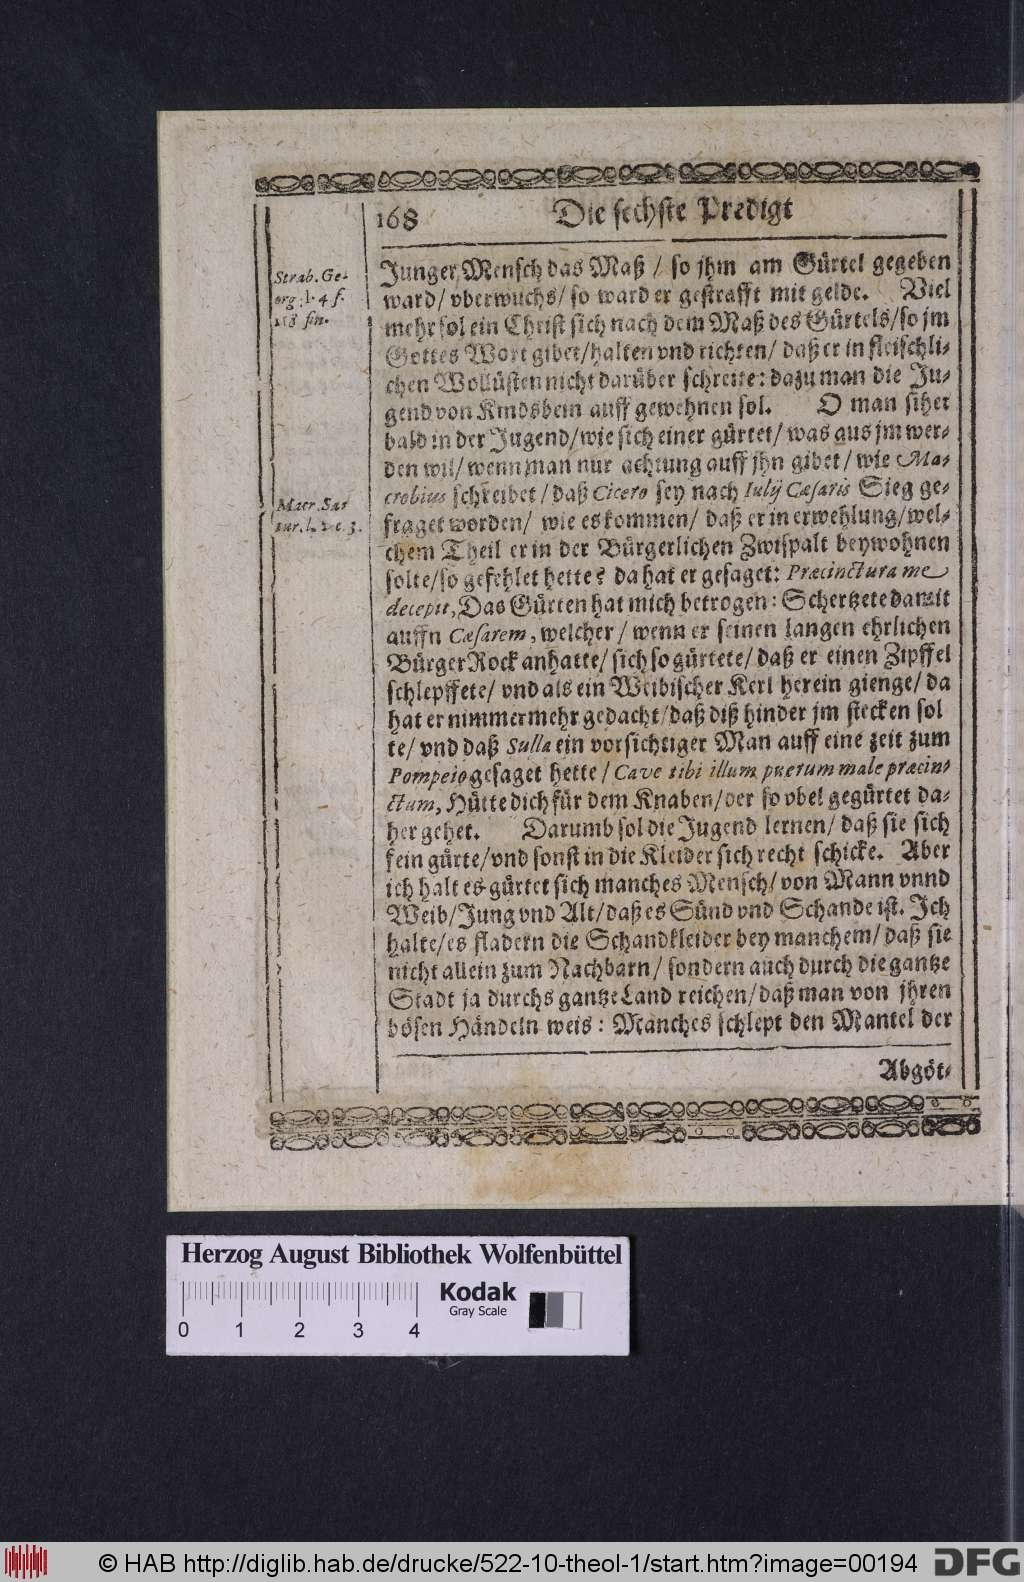 168 Die sechste Predigt
Junger Mensch das Maß / so jhm am Gürtel gegeben
ward / vberwuchs / so ward er gestrafft mit gelde. Viel
mehr sol ein Christ sich nach dem Maß des Gürtels / so jm
Gottes Wort gibet / halten vnd richten / daß er in fleischli-
chen Wollüsten nicht darüber schreite: dazu man die Ju-
gend von Kindsbein auff gewehnen sol. O man sihet
bald in der Jugend / wie sich einer gürtet / was aus jm wer-
den wil / wenn man nur achtung auff jhn gibet / wie Ma-
crobius schreibet / daß Cicero sey nach Iulij Cæsaris Sieg ge-
fraget worden / wie es kommen / daß er in erwehlung / wel-
chem Theil er in der Bürgerlichen Zwispalt beywohnen
solte / so gefehlet hette? da hat er gesaget: Præcinctura me
decepit, Das Gürten hat mich betrogen: Schertzete damit
auffn Cæsarem, welcher / wenn er seinen langen ehrlichen
BürgerRock anhatte / sich so gürtete / daß er einen Zipffel
schlepffete / vnd als ein Weibischer Kerl herein gienge / da
hat er nimmermehr gedacht / daß diß hinder jm stecken sol
te / vnd daß Sulla ein vorsichtiger Man auff eine zeit zum
Pompeio gesaget hette / Cave tibi illum puerum male præcin-
ctum, Hütte dich für dem Knaben / der so vbel gegürtet da-
her gehet. Darumb sol die Jugend lernen / daß sie sich
fein gürte / vnd sonst in die Kleider sich recht schicke. Aber
ich halt es gürtet sich manches Mensch / von Mann vnnd
Weib / Jung vnd Alt / daß es Sünd vnd Schande ist. Ich
halte / es fladern die Schandkleider bey manchem / daß sie
nicht allein zum Nachbarn / sondern auch durch die gantze
Stadt ja durchs gantze Land reichen / daß man von jhren
bösen Händeln weis: Manches schlept den Mantel der
Abgöt-
Strab. Ge-
org. l. 4 f.
118 fin.
Macr. Sat
tur. l. 2 c. 3.
Herzog August Bibliothek Wolfenbüttel
Kodak
Gray Scale
0 1 2 3 4
© HAB http://diglib.hab.de/drucke/522-10-theol-1/start.htm?image=00194
DFG